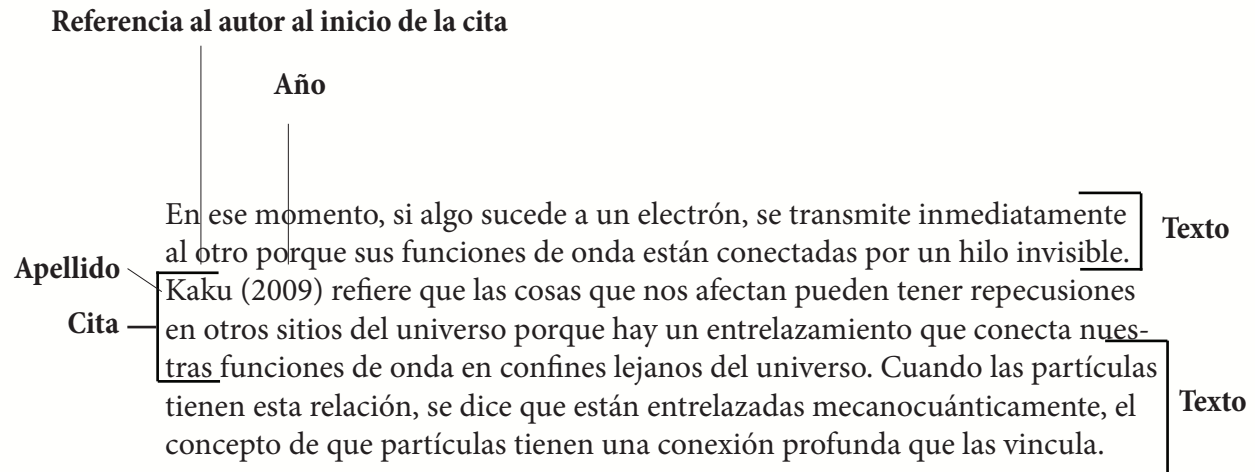 Referencia al autor al inicio de la cita
Año
En ese momento, si algo sucede a un electrón, se transmite inmediatamente
al otro porque sus funciones de onda están conectadas por un hilo invisible.
Texto
Apellido
Kaku (2009) refiere que las cosas que nos afectan pueden tener repecusiones
Cita
en otros sitios del universo porque hay un entrelazamiento que conecta nues-
tras funciones de onda en confines lejanos del universo. Cuando las partículas
tienen esta relación, se dice que están entrelazadas mecanocuánticamente, el
Texto
concepto de que partículas tienen una conexión profunda que las vincula.